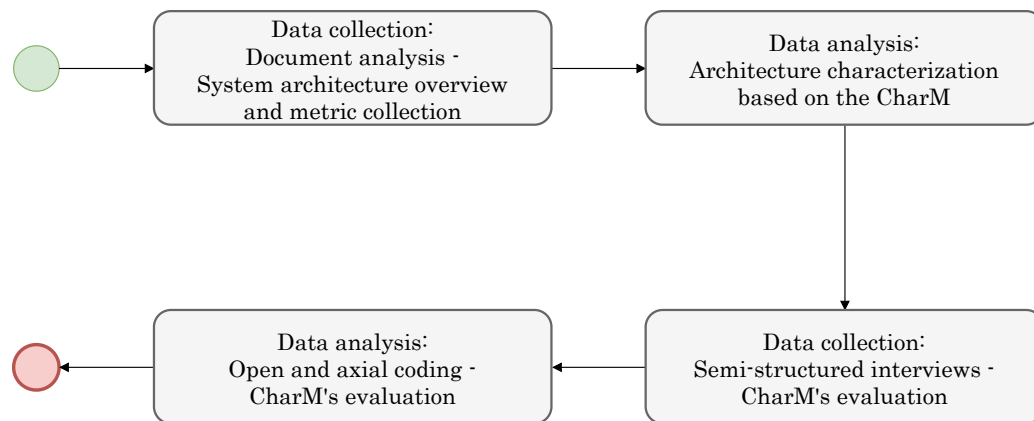 Data collection:
Document analysis -
System architecture overview
and metric collection
Data analysis:
Architecture characterization
based on the CharM
Data collection:
Semi-structured interviews -
CharM's evaluation
Data analysis:
Open and axial coding -
CharM's evaluation